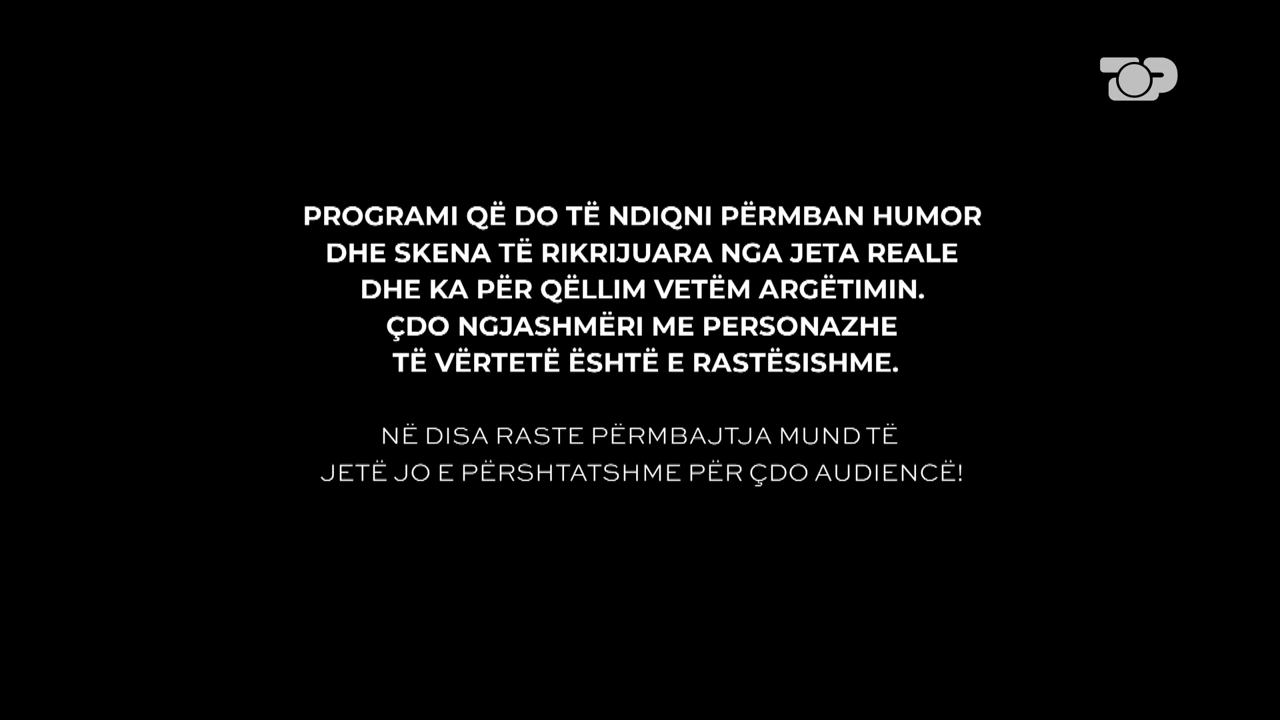 PROGRAMI QË DO TË NDIQNI PËRMBAN HUMOR
DHE SKENA TË RIKRIJUARA NGA JETA REALE
DHE KA PËR QËLLIM VETËM ARGËTIMIN.
ÇDO NGJASHMËRI ME PERSONAZHE
TË VËRTETË ËSHTË E RASTËSISHME.
NË DISA RASTE PËRMBAJTJA MUND TË
JETË JO E PËRSHTATSHME PËR ÇDO AUDIENCË!